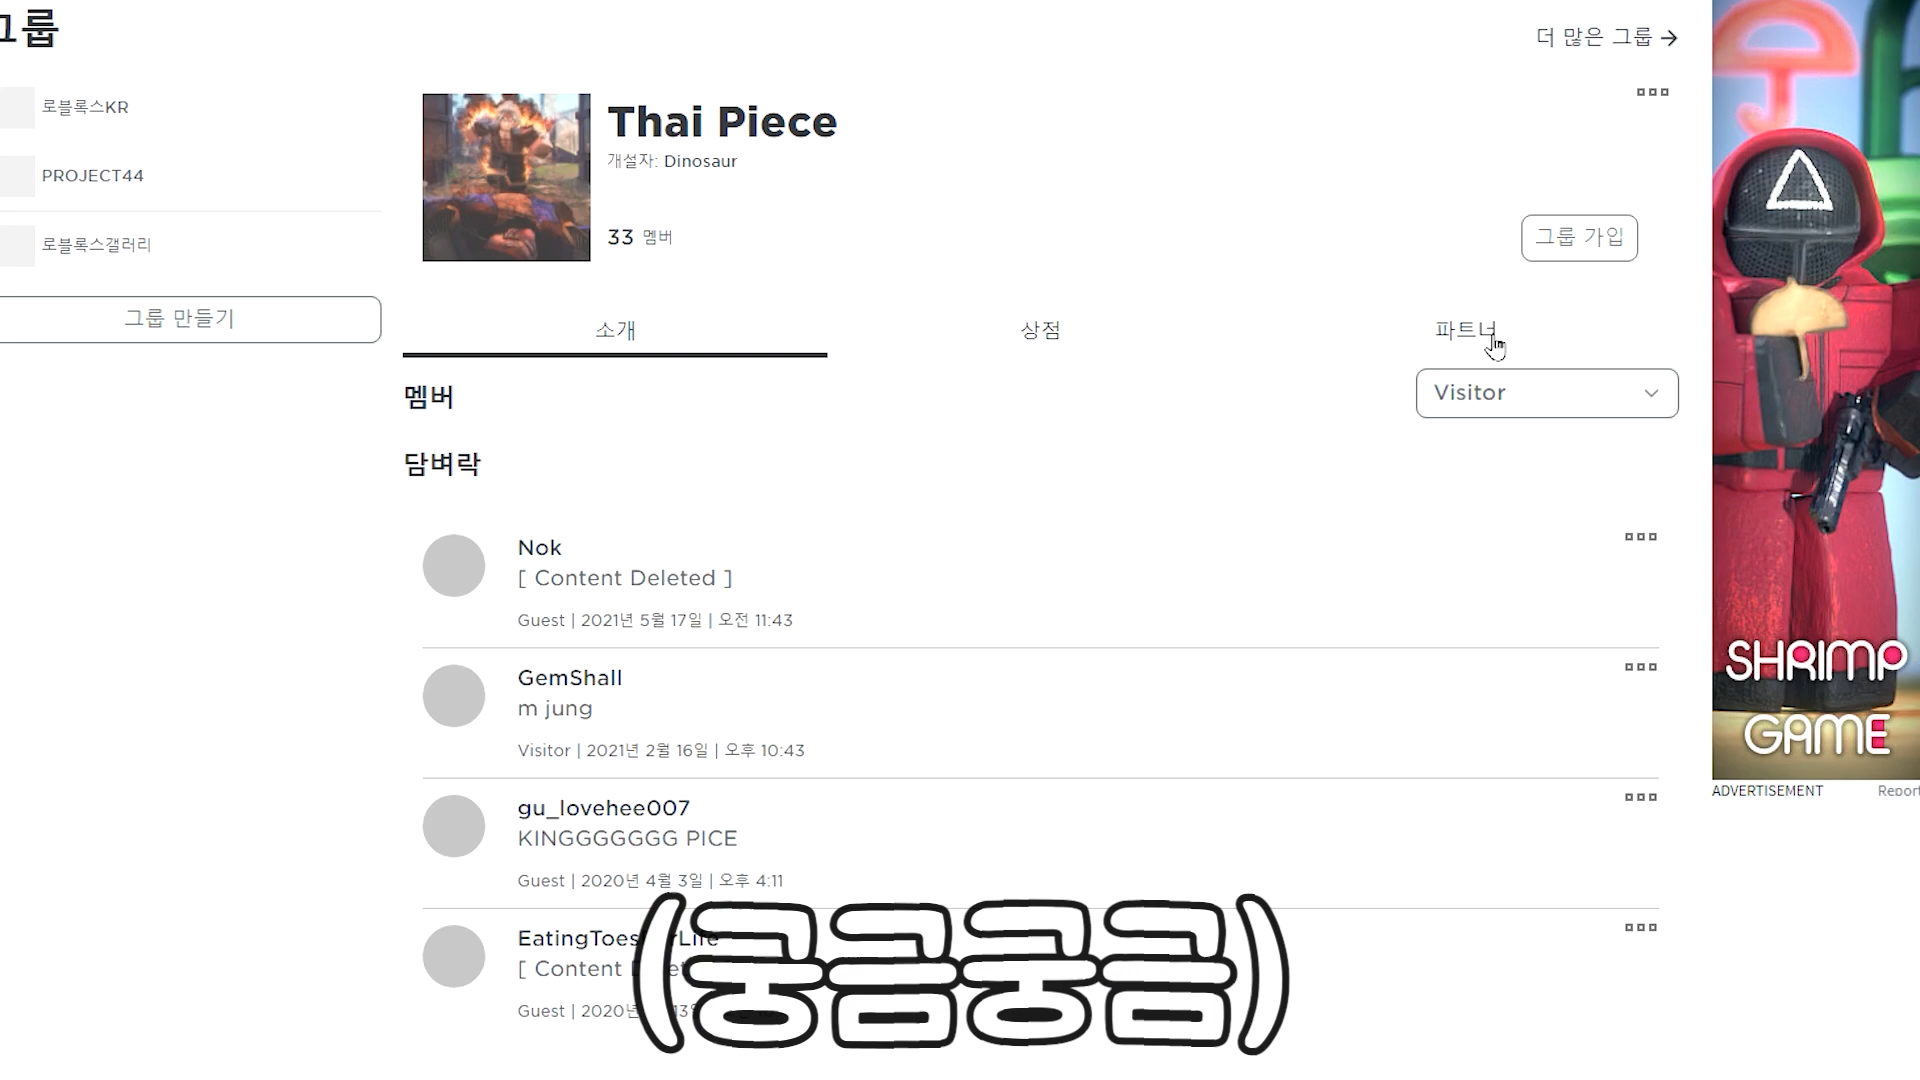 그룹
더 많은 그룹
로블록스KR
PROJECT44
로블록스갤러리
그룹 만들기
Thai Piece
개설자: Dinosaur
33 멤버
그룹 가입
소개
상점
파트너
멤버
Visitor
담벼락
Nok
[ Content Deleted ]
Guest | 2021년 5월 17일 | 오전 11:43
GemShall
m jung
Visitor | 2021년 2월 16일 | 오후 10:43
gu_lovehee007
KINGGGGGGG PICE
Guest | 2020년 4월 3일 | 오후 4:11
[ Content
Guest | 2020년
(궁금궁금)
SHRIMP
GAME
ADVERTISEMENT
Report